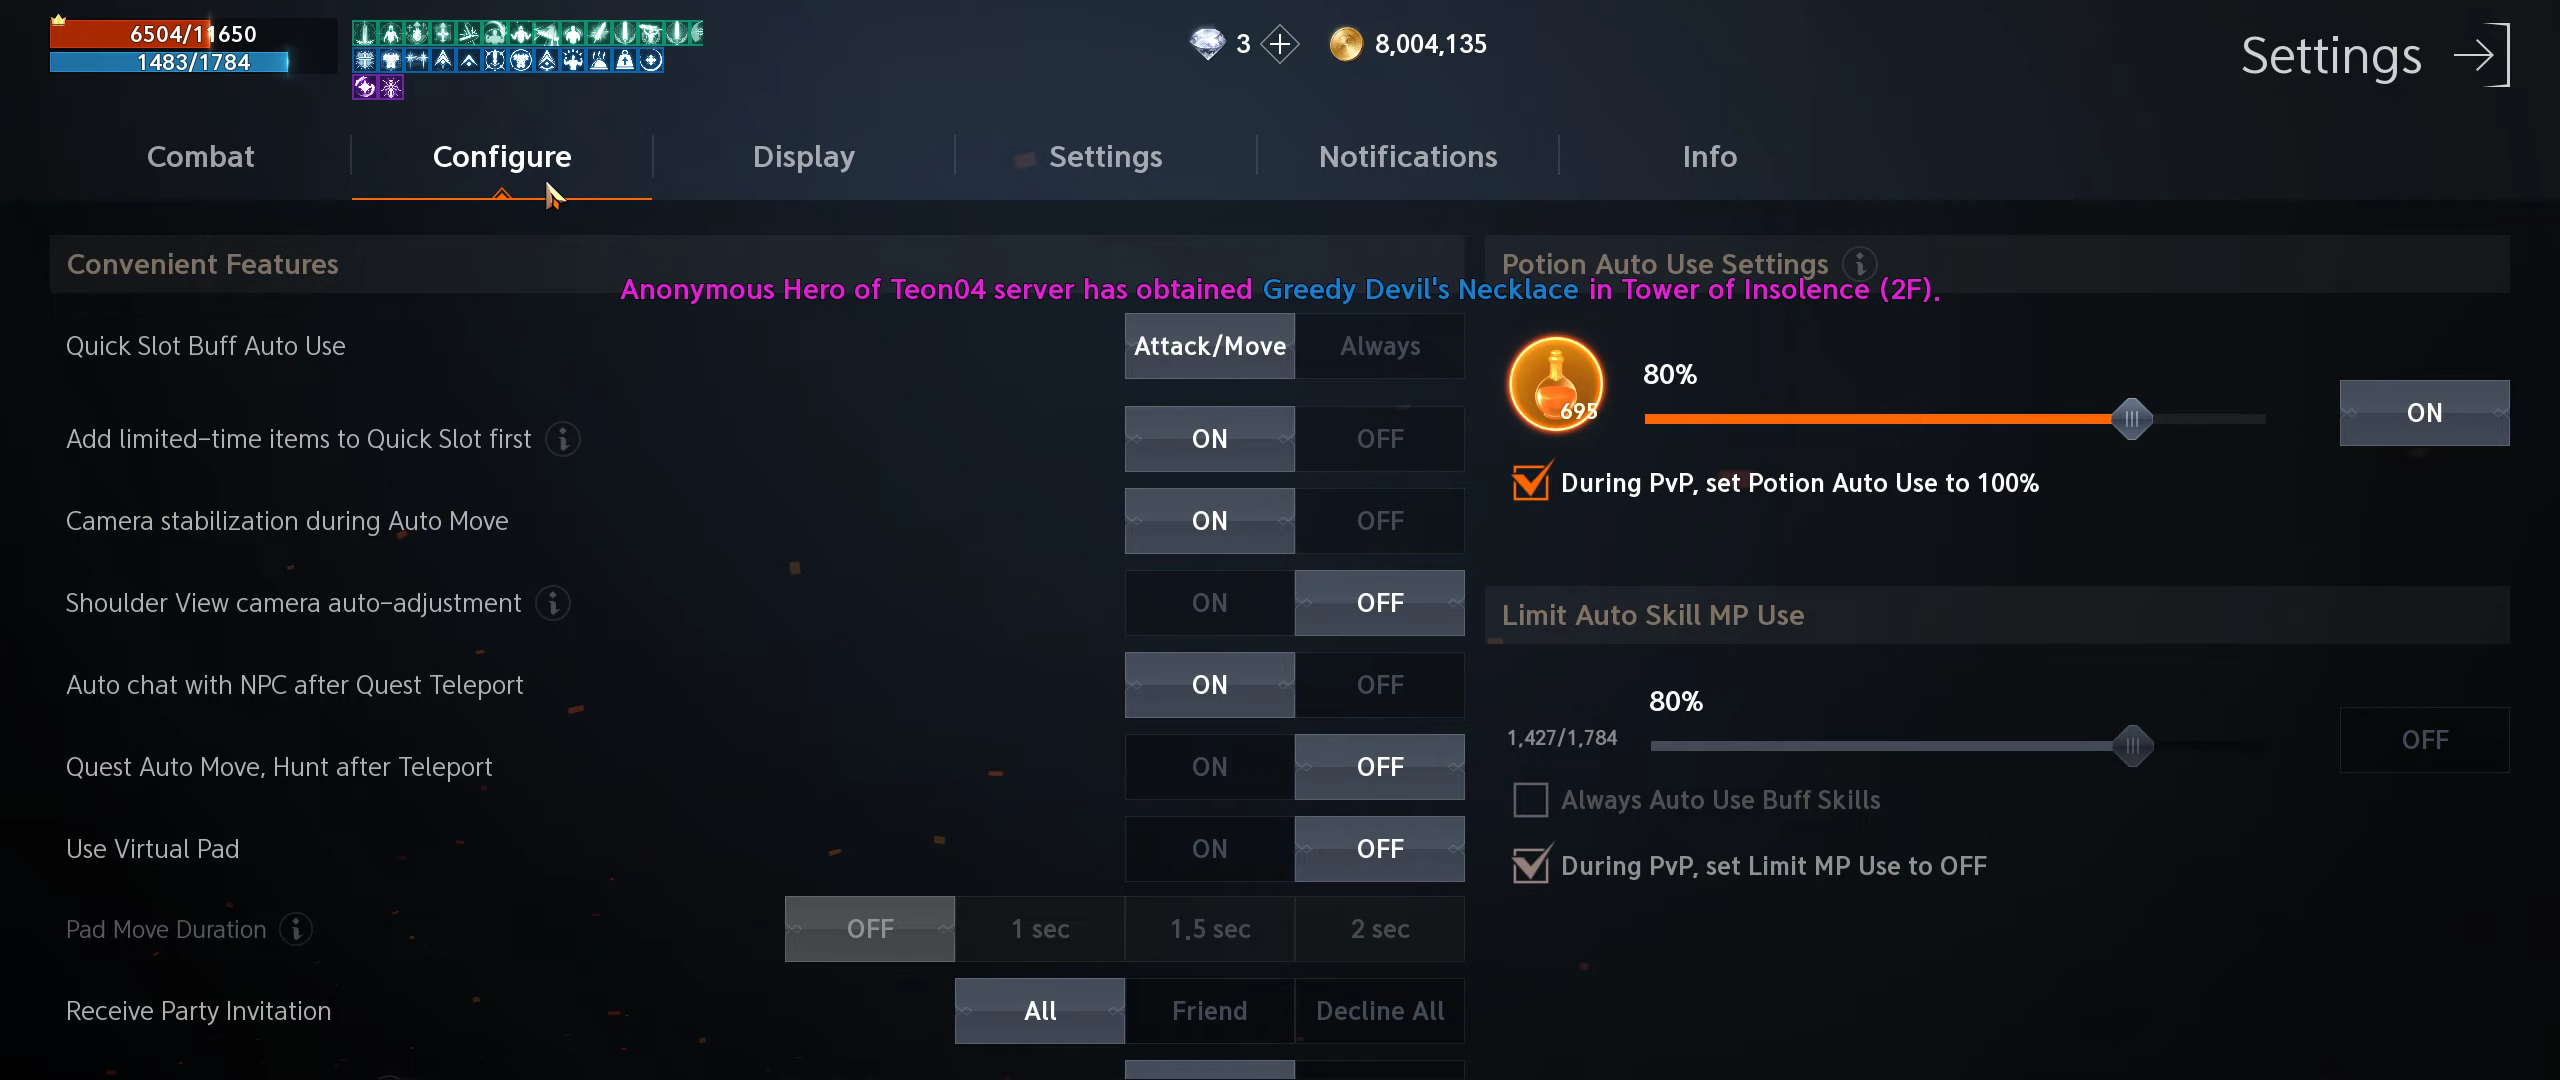 6504/11650
1483/1784
3
8,004,135
Settings
Combat
Configure
Display
Settings
Notifications
Info
Convenient Features
Potion Auto Use Settings
Anonymous Hero of Teon04 server has obtained Greedy Devil's Necklace in Tower of Insolence (2F).
Quick Slot Buff Auto Use
Attack/Move
Always
Add limited-time items to Quick Slot first
ON
OFF
Camera stabilization during Auto Move
ON
OFF
Shoulder View camera auto-adjustment
ON
OFF
Auto chat with NPC after Quest Teleport
ON
OFF
Quest Auto Move, Hunt after Teleport
ON
OFF
Use Virtual Pad
ON
OFF
Pad Move Duration
OFF
1 sec
1.5 sec
2 sec
Receive Party Invitation
All
Friend
Decline All
695
80%
ON
During PvP, set Potion Auto Use to 100%
Limit Auto Skill MP Use
80%
1,427/1,784
OFF
Always Auto Use Buff Skills
During PvP, set Limit MP Use to OFF